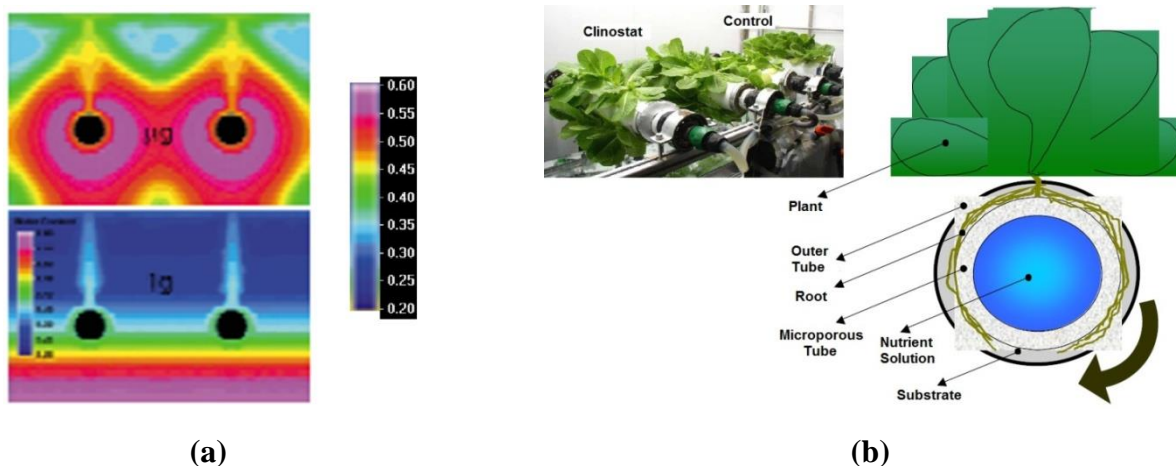 µg
1g
0.60
0.55
0.50
0.45
0.40
0.35
0.30
0.25
0.20
(a)
Clinostat
Control
Plant
Outer
Tube
Root
Microporous
Tube
Nutrient
Solution
Substrate
(b)